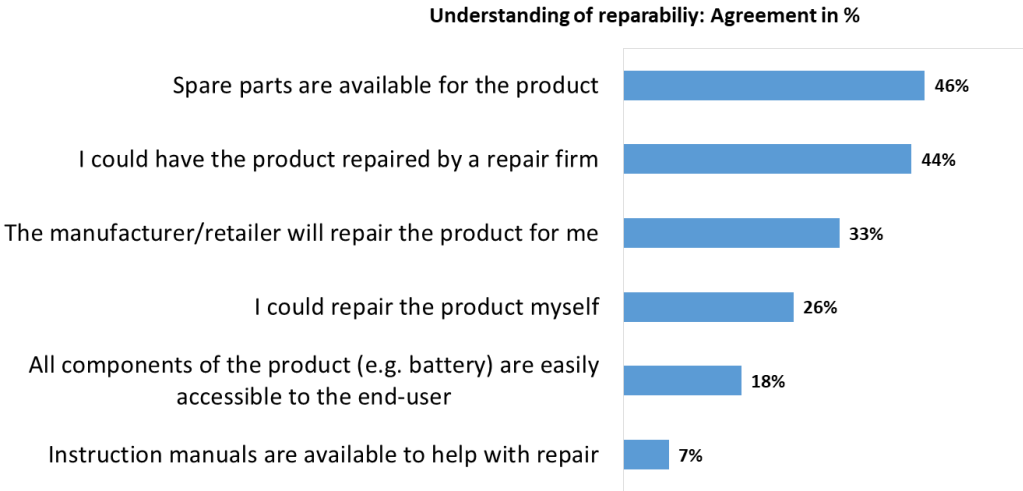 Understanding of reparabiliy: Agreement in %
Spare parts are available for the product
46%
I could have the product repaired by a repair firm
44%
The manufacturer/retailer will repair the product for me
33%
I could repair the product myself
26%
All components of the product (e.g. battery) are easily
accessible to the end-user
18%
Instruction manuals are available to help with repair
7%